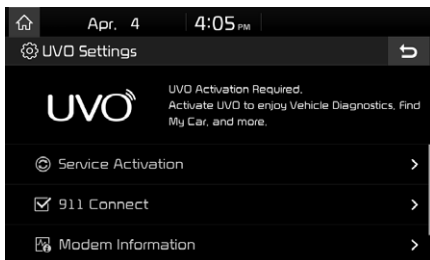 Apr. 4 4:05 PM
UVO Settings
UVO
UVO Activation Required.
Activate UVO to enjoy Vehicle Diagnostics, Find
My Car, and more.
Service Activation
911 Connect
Modem Information